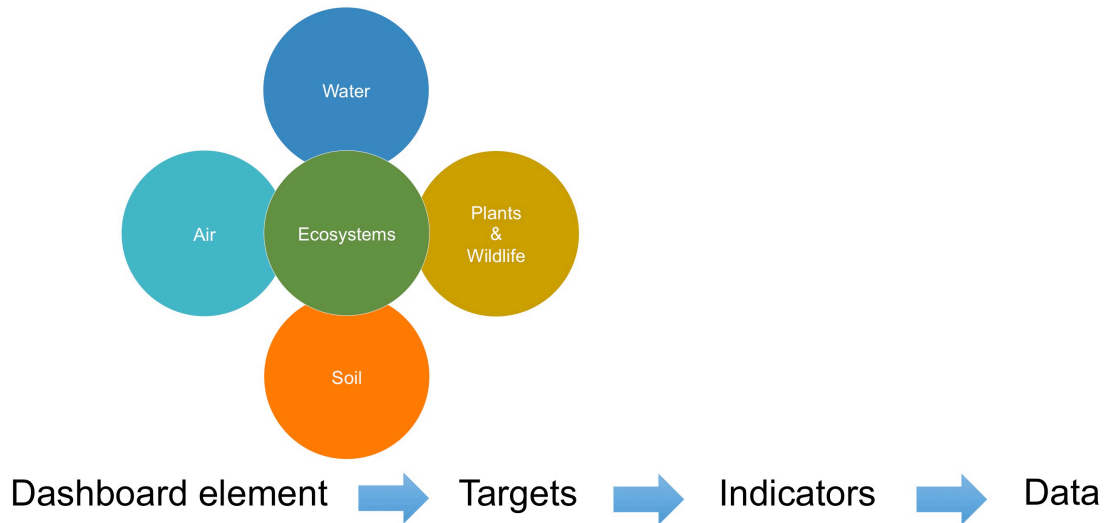 Water
Air
Ecosystems
Plants
&
Wildlife
Soil
Dashboard element
Targets
Indicators
Data